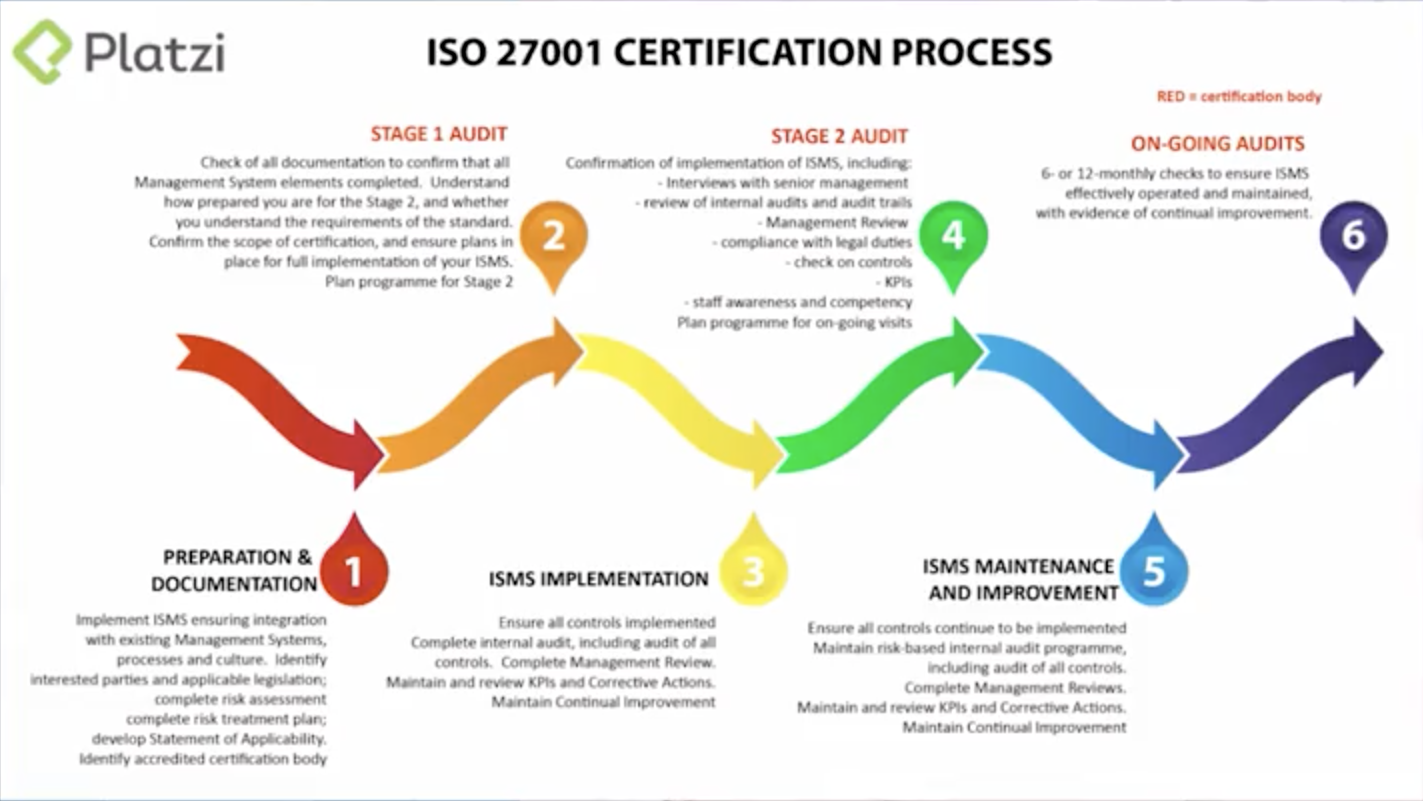 Platzi
ISO 27001 CERTIFICATION PROCESS
RED = certification body
STAGE 1 AUDIT
Check of all documentation to confirm that all
Management System elements completed. Understand
how prepared you are for the Stage 2, and whether
you understand the requirements of the standard.
Confirm the scope of certification, and ensure plans in
place for full implementation of your ISMS.
Plan programme for Stage 2
2
STAGE 2 AUDIT
Confirmation of implementation of ISMS, including:
- Interviews with senior management
- review of internal audits and audit trails
- Management Review
- compliance with legal duties
- check on controls
- KPIs
- staff awareness and competency
Plan programme for on-going visits
4
ON-GOING AUDITS
6- or 12-monthly checks to ensure ISMS
effectively operated and maintained,
with evidence of continual improvement.
6
PREPARATION &
DOCUMENTATION
1
Implement ISMS ensuring integration
with existing Management Systems,
processes and culture. Identify
interested parties and applicable legislation;
complete risk assessment
complete risk treatment plan;
develop Statement of Applicability.
Identify accredited certification body
ISMS IMPLEMENTATION
3
Ensure all controls implemented
Complete internal audit, including audit of all
controls. Complete Management Review.
Maintain and review KPIs and Corrective Actions.
Maintain Continual Improvement
ISMS MAINTENANCE
AND IMPROVEMENT
5
Ensure all controls continue to be implemented
Maintain risk-based internal audit programme,
including audit of all controls.
Complete Management Reviews.
Maintain and review KPIs and Corrective Actions.
Maintain Continual Improvement